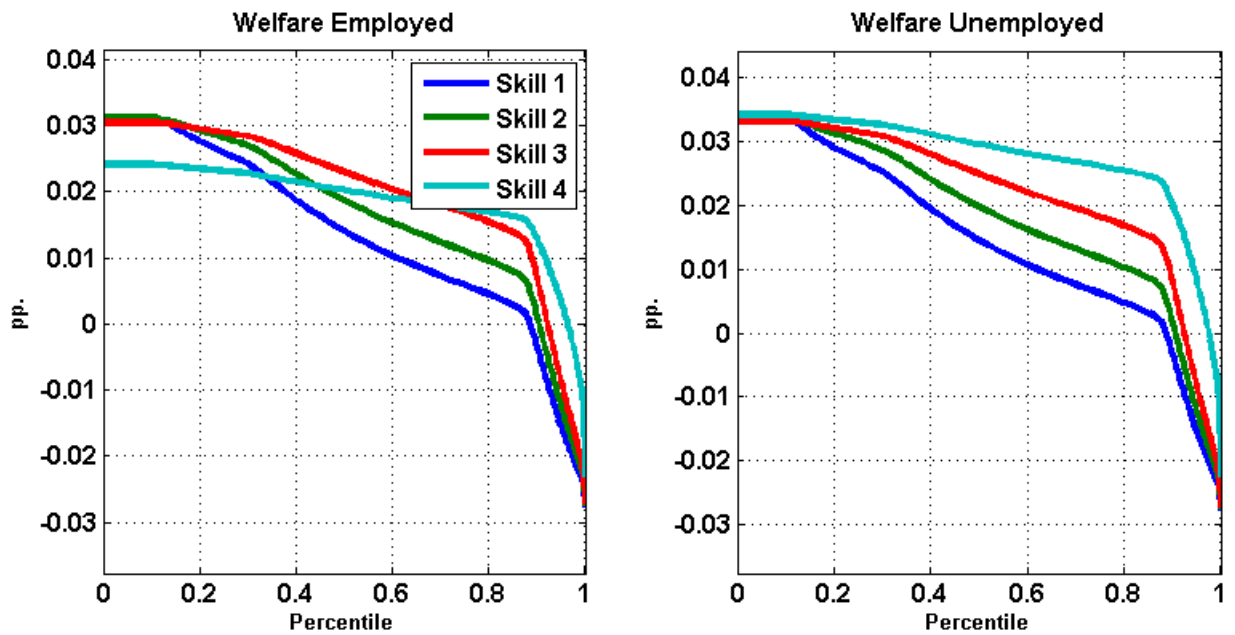 Welfare Employed
0.04
0.03
0.02
0.01
0
-0.01
-0.02
-0.03
pp.
0 0.2 0.4 0.6 0.8 1
Percentile
Skill 1
Skill 2
Skill 3
Skill 4
Welfare Unemployed
0.04
0.03
0.02
0.01
0
-0.01
-0.02
-0.03
pp.
0 0.2 0.4 0.6 0.8 1
Percentile